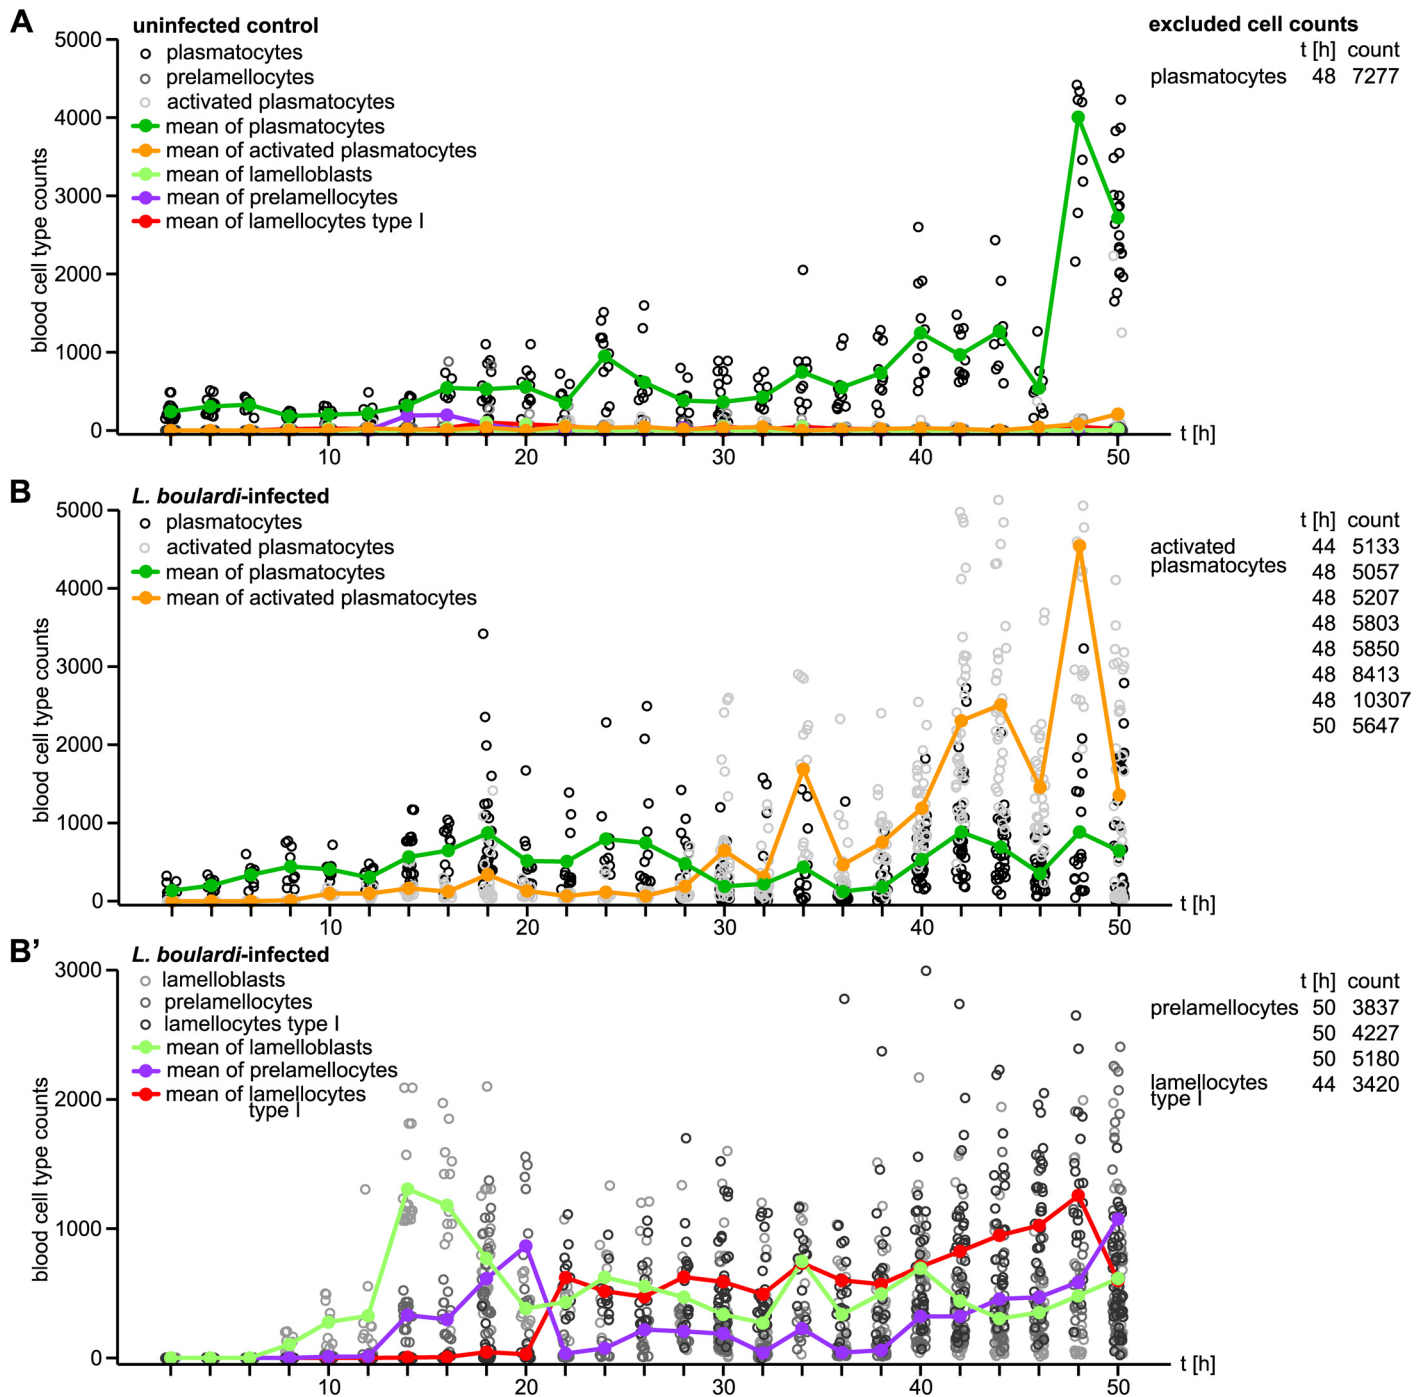 A
uninfected control
excluded cell counts
5000
4000
3000
2000
1000
0
blood cell type counts
plasmatocytes
prelamellocytes
activated plasmatocytes
mean of plasmatocytes
mean of activated plasmatocytes
mean of lamelloblasts
mean of prelamellocytes
mean of lamellocytes type I
t [h] count
plasmatocytes 48 7277
10 20 30 40 50
t [h]
B
L. boulardi-infected
5000
4000
3000
2000
1000
0
blood cell type counts
plasmatocytes
activated plasmatocytes
mean of plasmatocytes
mean of activated plasmatocytes
t [h] count
activated 44 5133
plasmatocytes 48 5057
48 5207
48 5803
48 5850
48 8413
48 10307
50 5647
10 20 30 40 50
t [h]
B’
L. boulardi-infected
3000
2000
1000
0
blood cell type counts
lamelloblasts
prelamellocytes
lamellocytes type I
mean of lamelloblasts
mean of prelamellocytes
mean of lamellocytes
type I
t [h] count
prelamellocytes 50 3837
50 4227
50 5180
lamellocytes 44 3420
type I
10 20 30 40 50
t [h]